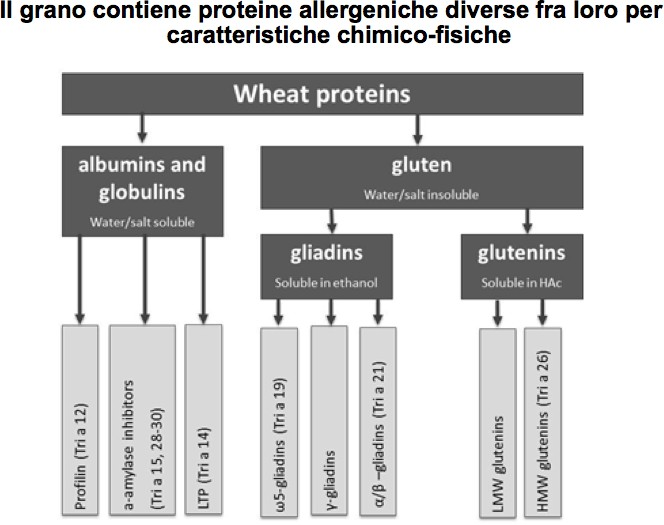 Il grano contiene proteine allergeniche diverse fra loro per
caratteristiche chimico-fisiche
Wheat proteins
albumins and
globulins
Water/salt soluble
gluten
Water/salt insoluble
gliadins
Soluble in ethanol
glutenins
Soluble in HAc
Profilin (Tri a 12)
a-amylase inhibitors
(Tri a 15, 28-30)
LTP (Tri a 14)
ω5-gliadins (Tri a 19)
γ-gliadins
α/β –gliadins (Tri a 21)
LMW glutenins
HMW glutenins (Tri a 26)